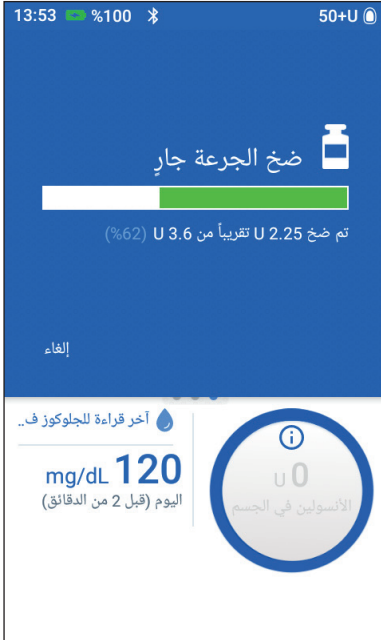 13:53 %100 50+U
ضخ الجرعة جارٍ
تم ضخ 2.25 U تقريباً من 3.6 U (62%)
إلغاء
آخر قراءة للجلوكوز ف..
120 mg/dL
اليوم (قبل 2 من الدقائق)
0 U
الأنسولين في الجسم